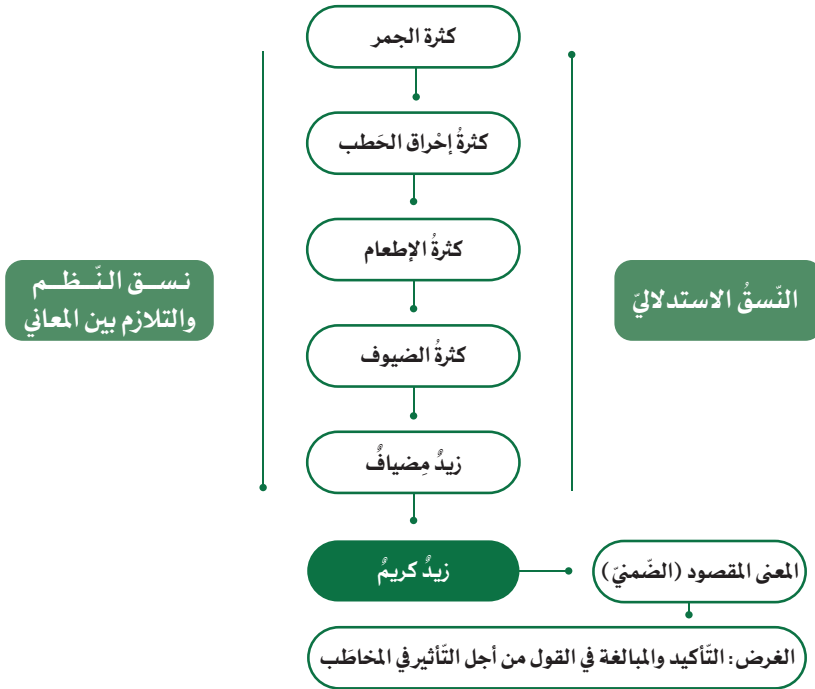 كثرة الجمر
كثرةُ إحْراق الحَطب
كثرةُ الإطعام
النّسقُ الاستدلاليّ
نسـق النّـظـم
والتلازم بين المعاني
كثرةُ الضيوف
زيدٌ مِضيافٌ
زيدٌ كريمٌ
المعنى المقصود (الضّمنيّ)
الغرض: التّأكيد والمبالغة في القول من أجل التّأثير في المخاطَب